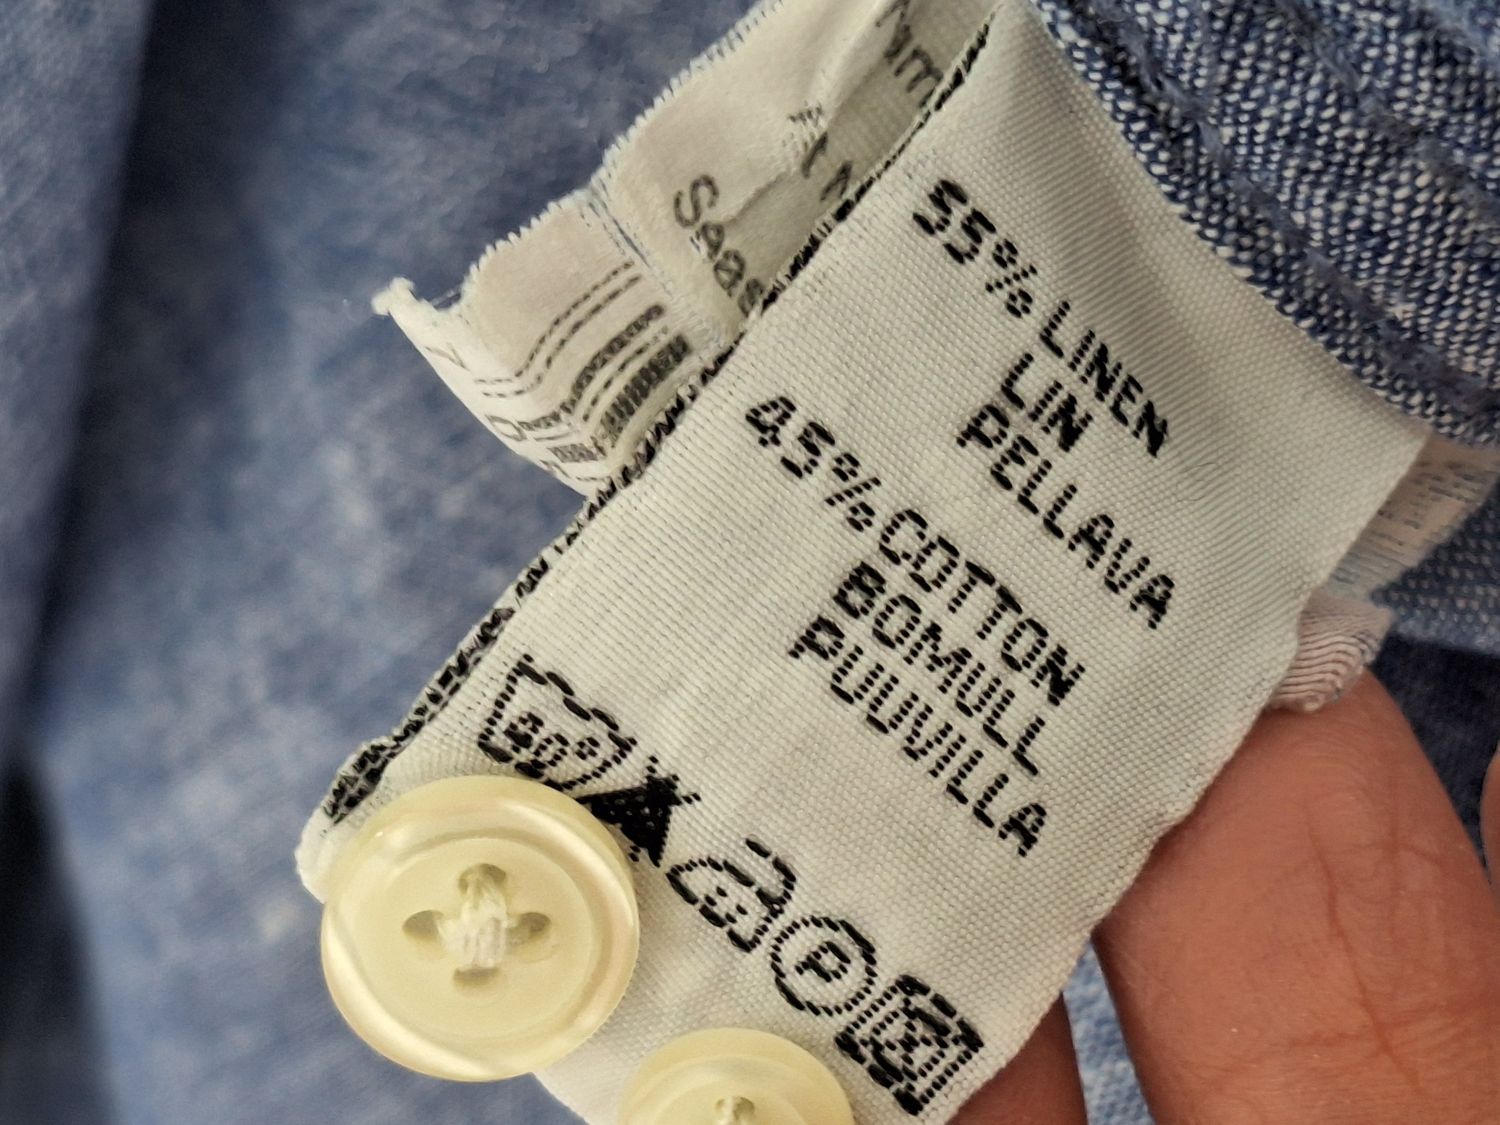 55% LINEN
LIN
PELLAVA
45% COTTON
BOMULL
PUUVILLA
P